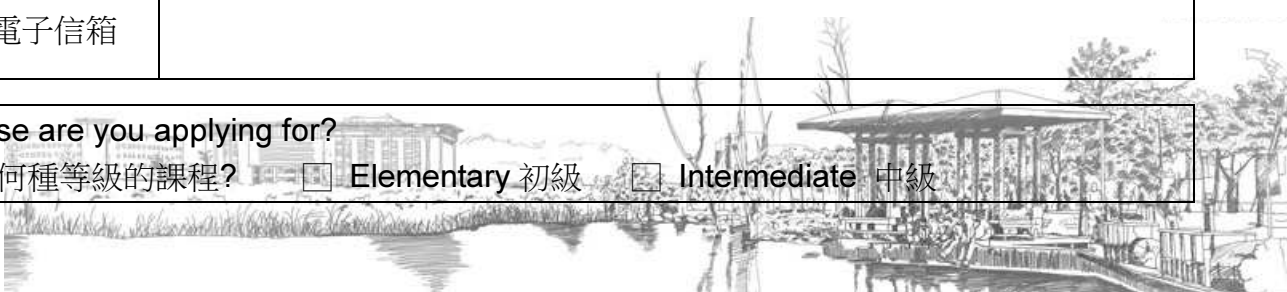 電子信箱
se are you applying for?
何種等級的課程? □ Elementary 初級 □ Intermediate 中級